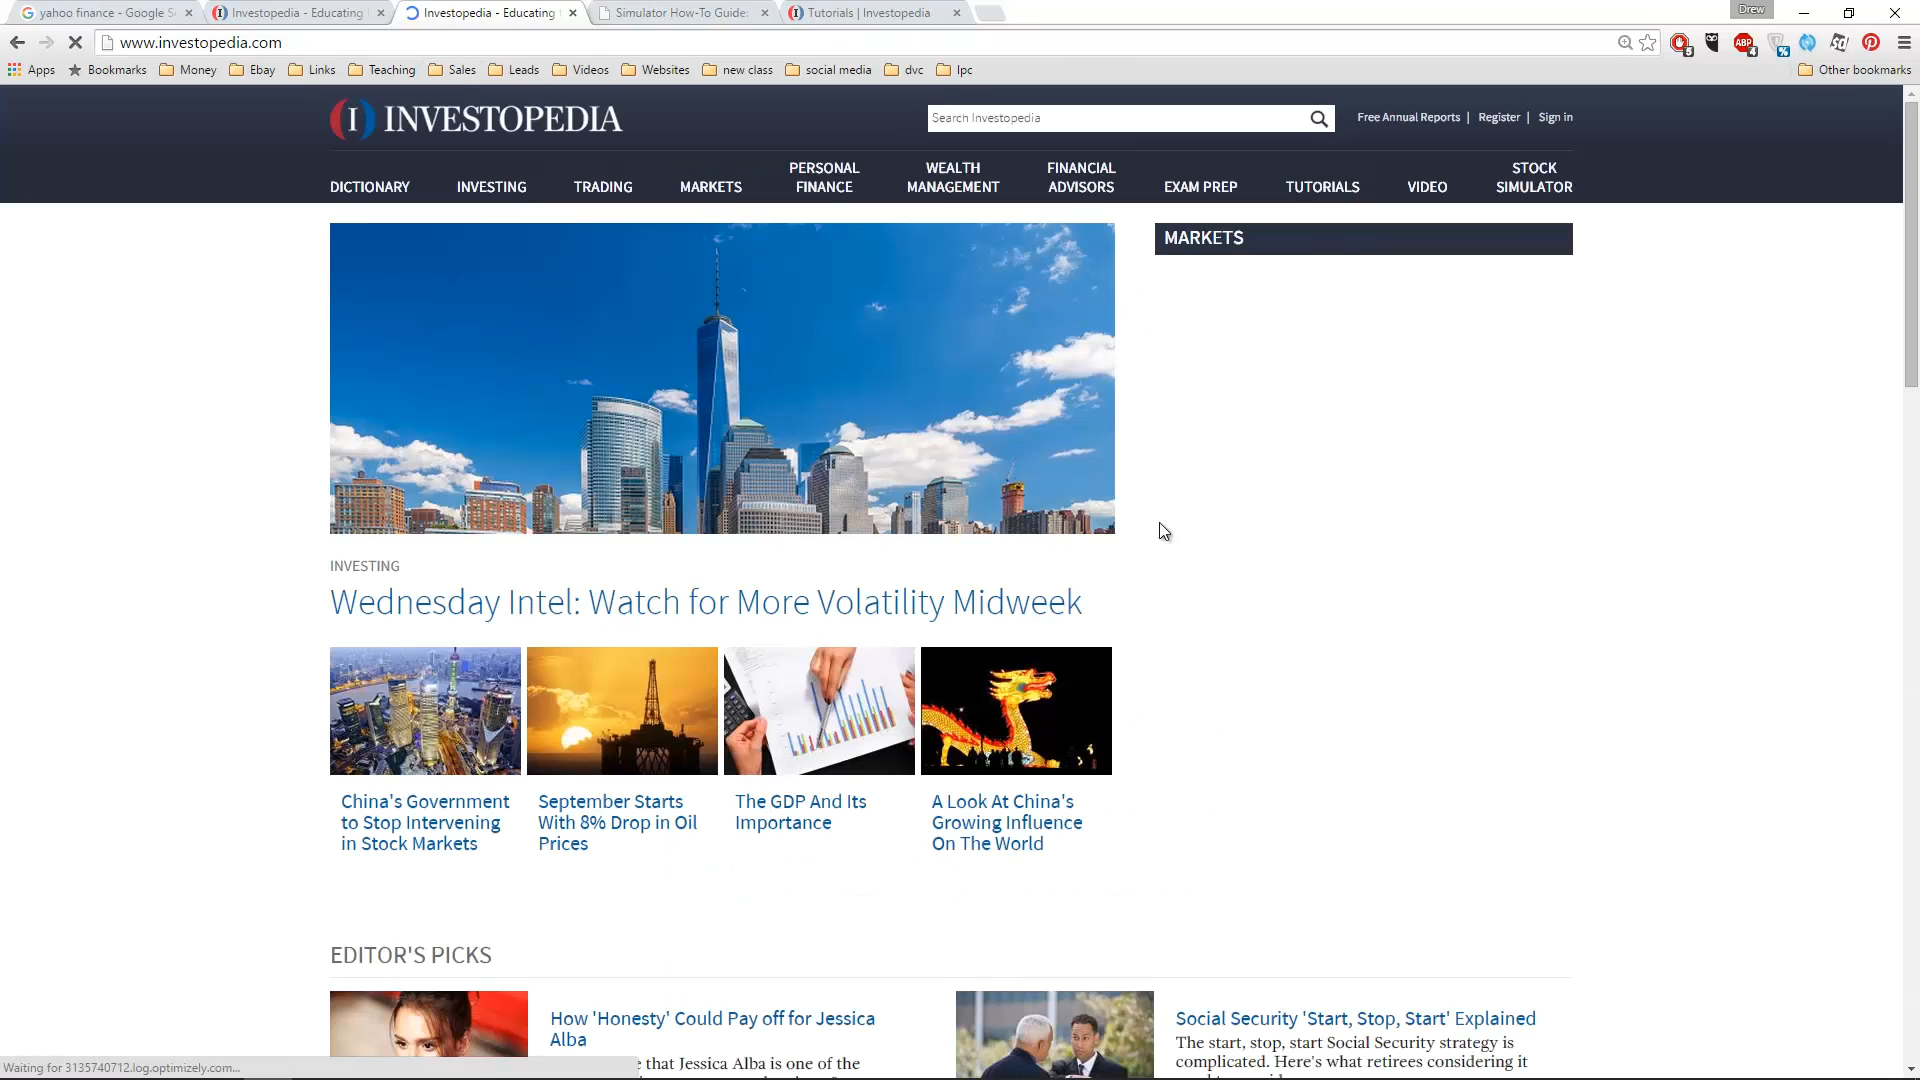 yahoo finance - Google S
Investopedia - Educating
Investopedia - Educating
Simulator How-To Guide:
Tutorials | Investopedia
Drew
www.investopedia.com
Apps
Bookmarks
Money
Ebay
Links
Teaching
Sales
Leads
Videos
Websites
new class
social media
dvc
lpc
Other bookmarks
INVESTOPEDIA
Search Investopedia
Free Annual Reports | Register | Sign in
DICTIONARY
INVESTING
TRADING
MARKETS
PERSONAL
FINANCE
WEALTH
MANAGEMENT
FINANCIAL
ADVISORS
EXAM PREP
TUTORIALS
VIDEO
STOCK
SIMULATOR
MARKETS
INVESTING
Wednesday Intel: Watch for More Volatility Midweek
China's Government
to Stop Intervening
in Stock Markets
September Starts
With 8% Drop in Oil
Prices
The GDP And Its
Importance
A Look At China's
Growing Influence
On The World
EDITOR'S PICKS
How 'Honesty' Could Pay off for Jessica
Alba
that Jessica Alba is one of the
Social Security 'Start, Stop, Start' Explained
The start, stop, start Social Security strategy is
complicated. Here's what retirees considering it
Waiting for 3135740712.log.optimizely.com...